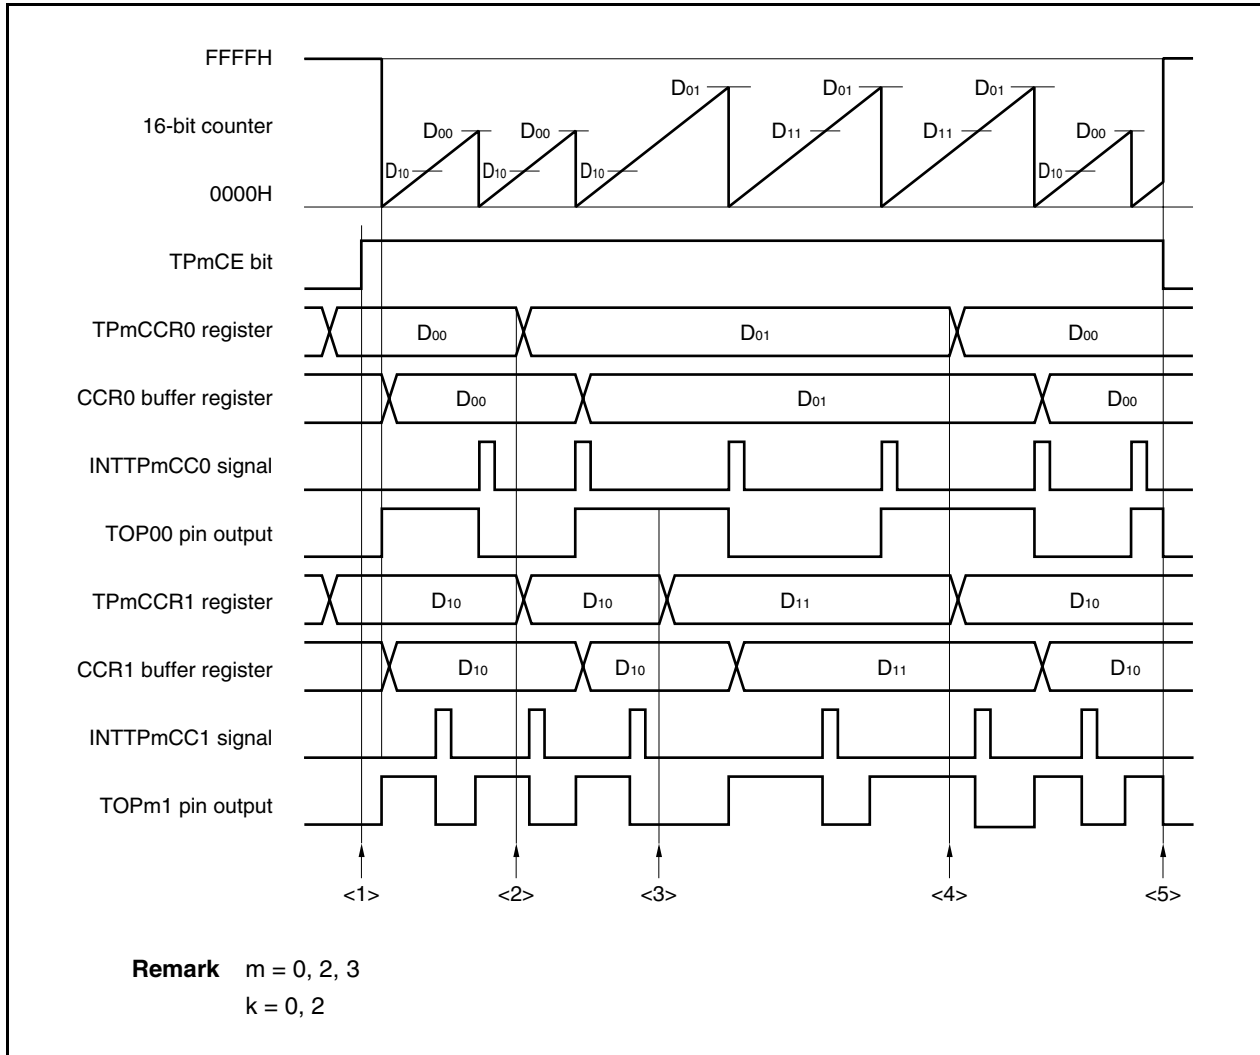 FFFFH
D01 D01 D01
16-bit counter
D00 D00 D11 D11 D00
D10 D10 D10 D10
0000H
TPmCE bit
TPmCCR0 register D00 D01 D00
CCR0 buffer register D00 D01 D00
INTTPmCC0 signal
TOP00 pin output
TPmCCR1 register D10 D10 D11 D10
CCR1 buffer register D10 D10 D11 D10
INTTPmCC1 signal
TOPm1 pin output
<1> <2> <3> <4> <5>
Remark m = 0, 2, 3
k = 0, 2